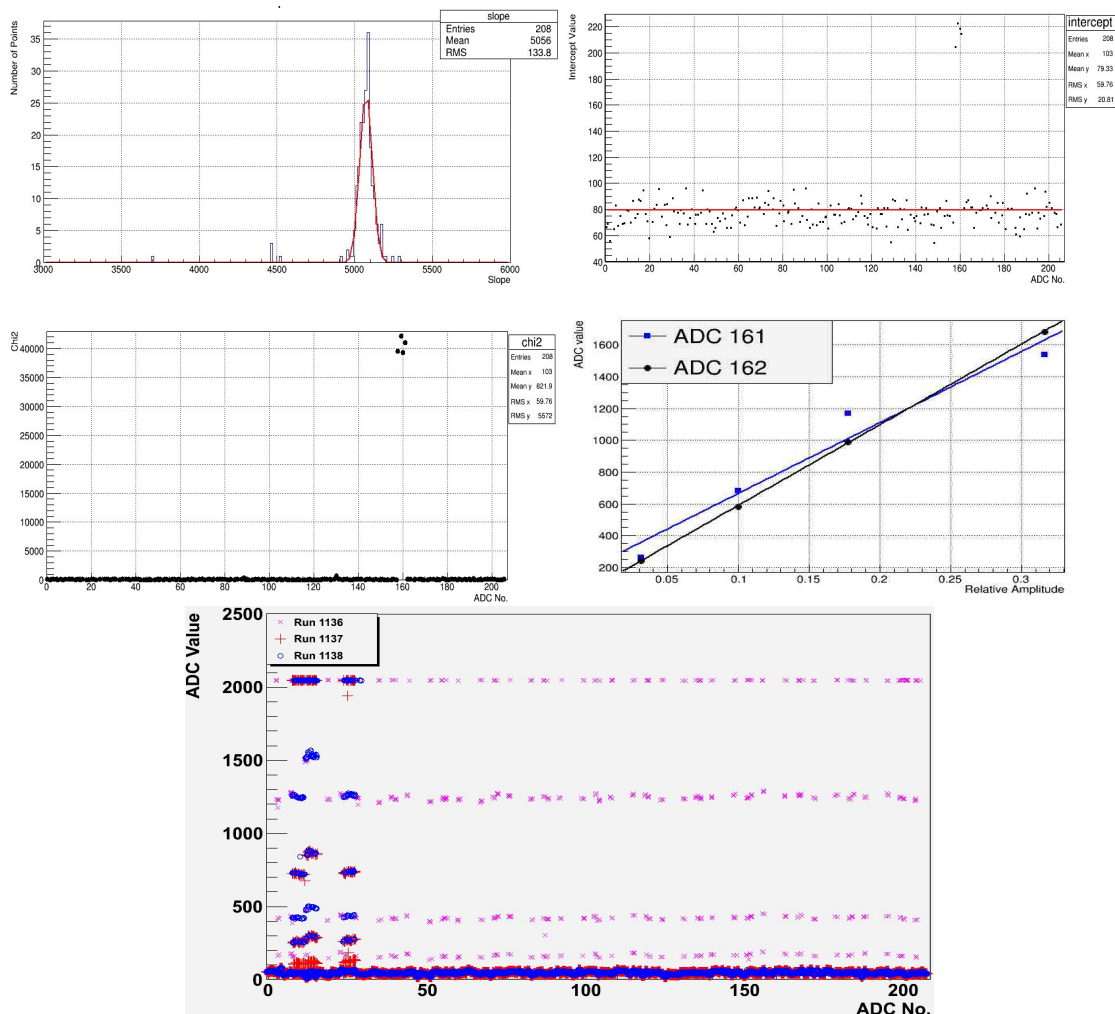 slope
Entries 208
Mean 5056
RMS 133.8
Number of Points
35
30
25
20
15
10
5
0
3000 3500 4000 4500 5000 5500 6000
Slope
intercept
Entries 208
Mean x 103
Mean y 79.33
RMS x 59.76
RMS y 20.81
Intercept Value
220
200
180
160
140
120
100
80
60
40
0 20 40 60 80 100 120 140 160 180 200
ADC No.
chi2
Entries 208
Mean x 103
Mean y 821.9
RMS x 59.76
RMS y 5572
Chi2
40000
35000
30000
25000
20000
15000
10000
5000
0
0 20 40 60 80 100 120 140 160 180 200
ADC No.
ADC 161
ADC 162
ADC value
1600
1400
1200
1000
800
600
400
200
0.05 0.1 0.15 0.2 0.25 0.3
Relative Amplitude
Run 1136
Run 1137
Run 1138
ADC Value
2500
2000
1500
1000
500
0
0 50 100 150 200
ADC No.